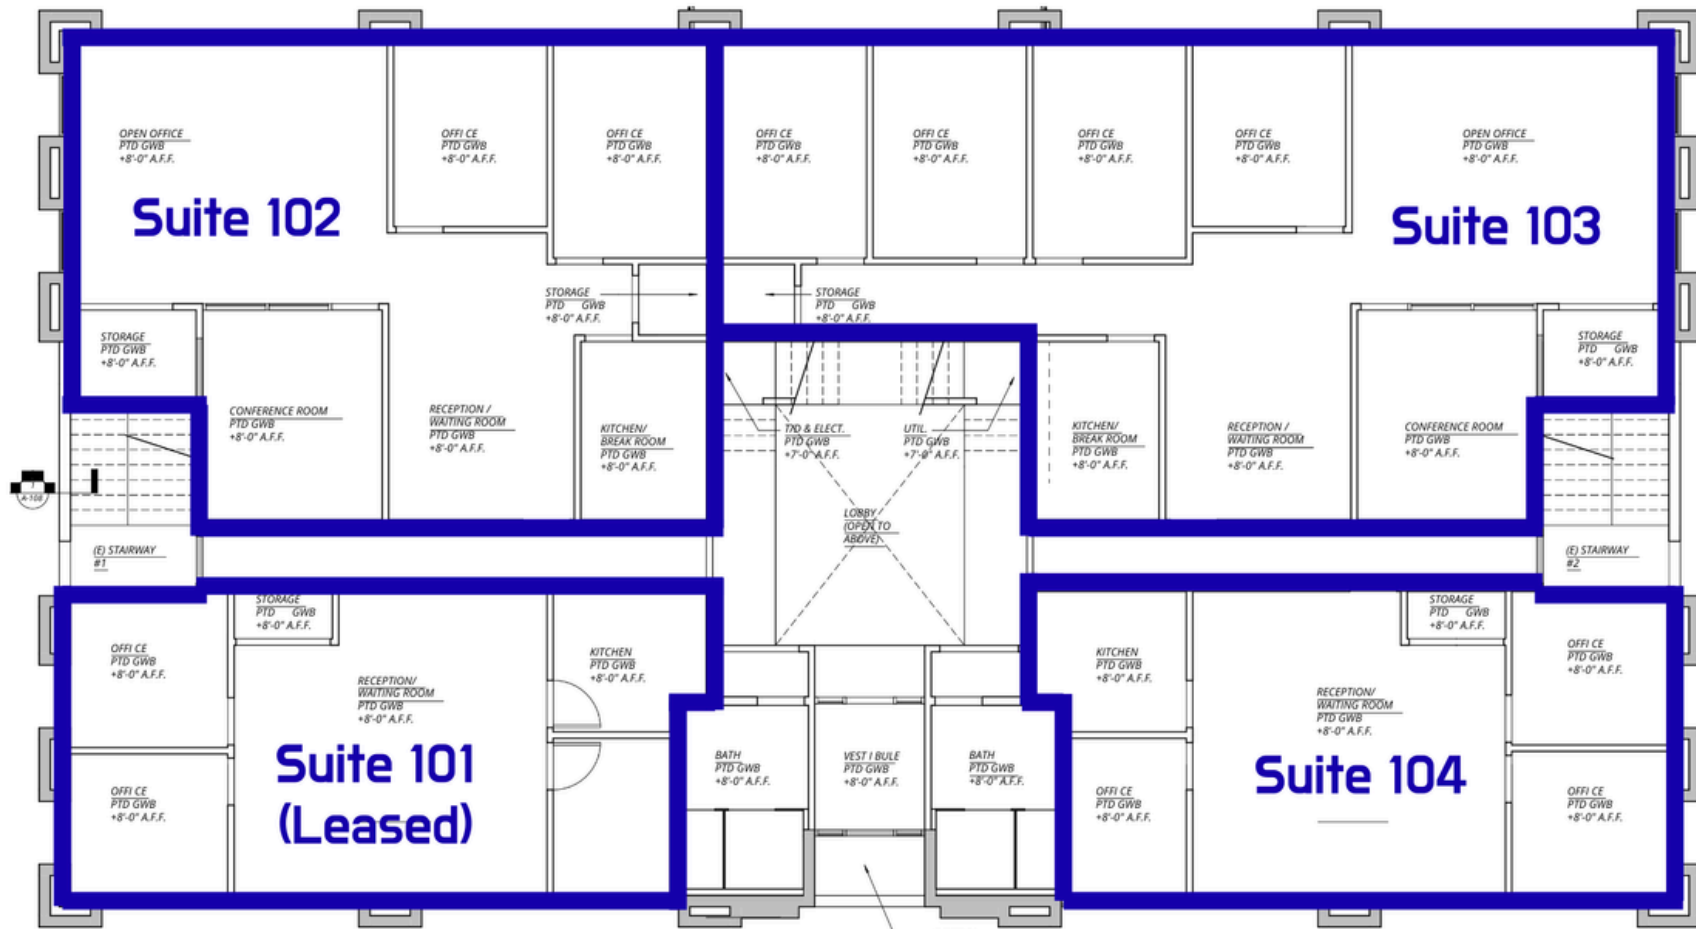 OPEN OFFICE
PTD GWB
+8'-0" A.F.F.
OFFI CE
PTD GWB
+8'-0" A.F.F.
OFFI CE
PTD GWB
+8'-0" A.F.F.
OFFI CE
PTD GWB
+8'-0" A.F.F.
OFFI CE
PTD GWB
+8'-0" A.F.F.
OFFI CE
PTD GWB
+8'-0" A.F.F.
OFFI CE
PTD GWB
+8'-0" A.F.F.
OPEN OFFICE
PTD GWB
+8'-0" A.F.F.
Suite 102
Suite 103
STORAGE
PTD GWB
+8'-0" A.F.F.
STORAGE
PTD GWB
+8'-0" A.F.F.
STORAGE
PTD GWB
+8'-0" A.F.F.
STORAGE
PTD GWB
+8'-0" A.F.F.
CONFERENCE ROOM
PTD GWB
+8'-0" A.F.F.
RECEPTION /
WAITING ROOM
PTD GWB
+8'-0" A.F.F.
KITCHEN/
BREAK ROOM
PTD GWB
+8'-0" A.F.F.
& ELECT.
PTD GWB
+7'-0" A.F.F.
UTIL.
PTD GWB
+7'-0" A.F.F.
KITCHEN/
BREAK ROOM
PTD GWB
+8'-0" A.F.F.
RECEPTION /
WAITING ROOM
PTD GWB
+8'-0" A.F.F.
CONFERENCE ROOM
PTD GWB
+8'-0" A.F.F.
1
A-108
LOBBY
(OPEN TO
ABOVE)
(E) STAIRWAY
#1
(E) STAIRWAY
#2
STORAGE
PTD GWB
+8'-0" A.F.F.
STORAGE
PTD GWB
+8'-0" A.F.F.
OFFI CE
PTD GWB
+8'-0" A.F.F.
RECEPTION/
WAITING ROOM
PTD GWB
+8'-0" A.F.F.
KITCHEN
PTD GWB
+8'-0" A.F.F.
KITCHEN
PTD GWB
+8'-0" A.F.F.
RECEPTION/
WAITING ROOM
PTD GWB
+8'-0" A.F.F.
OFFI CE
PTD GWB
+8'-0" A.F.F.
Suite 101
(Leased)
BATH
PTD GWB
+8'-0" A.F.F.
VEST I BULE
PTD GWB
+8'-0" A.F.F.
BATH
PTD GWB
+8'-0" A.F.F.
Suite 104
OFFI CE
PTD GWB
+8'-0" A.F.F.
OFFI CE
PTD GWB
+8'-0" A.F.F.
OFFI CE
PTD GWB
+8'-0" A.F.F.